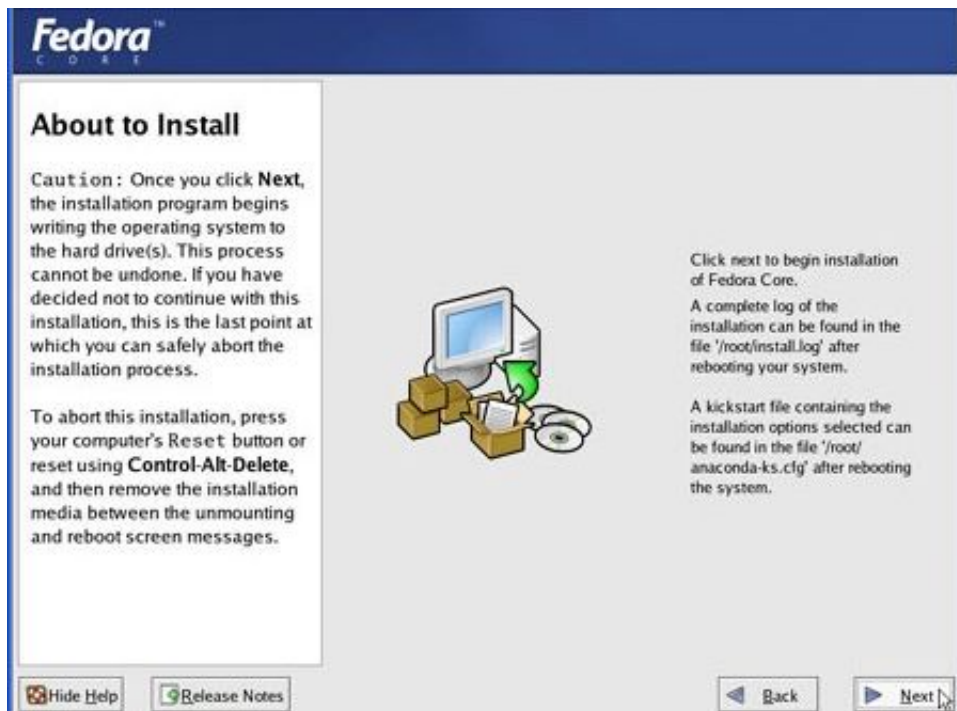 Fedora™
CORE
About to Install
Caution: Once you click Next,
the installation program begins
writing the operating system to
the hard drive(s). This process
cannot be undone. If you have
decided not to continue with this
installation, this is the last point at
which you can safely abort the
installation process.
To abort this installation, press
your computer's Reset button or
reset using Control-Alt-Delete,
and then remove the installation
media between the unmounting
and reboot screen messages.
Click next to begin installation
of Fedora Core.
A complete log of the
installation can be found in the
file '/root/install.log' after
rebooting your system.
A kickstart file containing the
installation options selected can
be found in the file '/root/
anaconda-ks.cfg' after rebooting
the system.
Hide Help
Release Notes
Back
Next